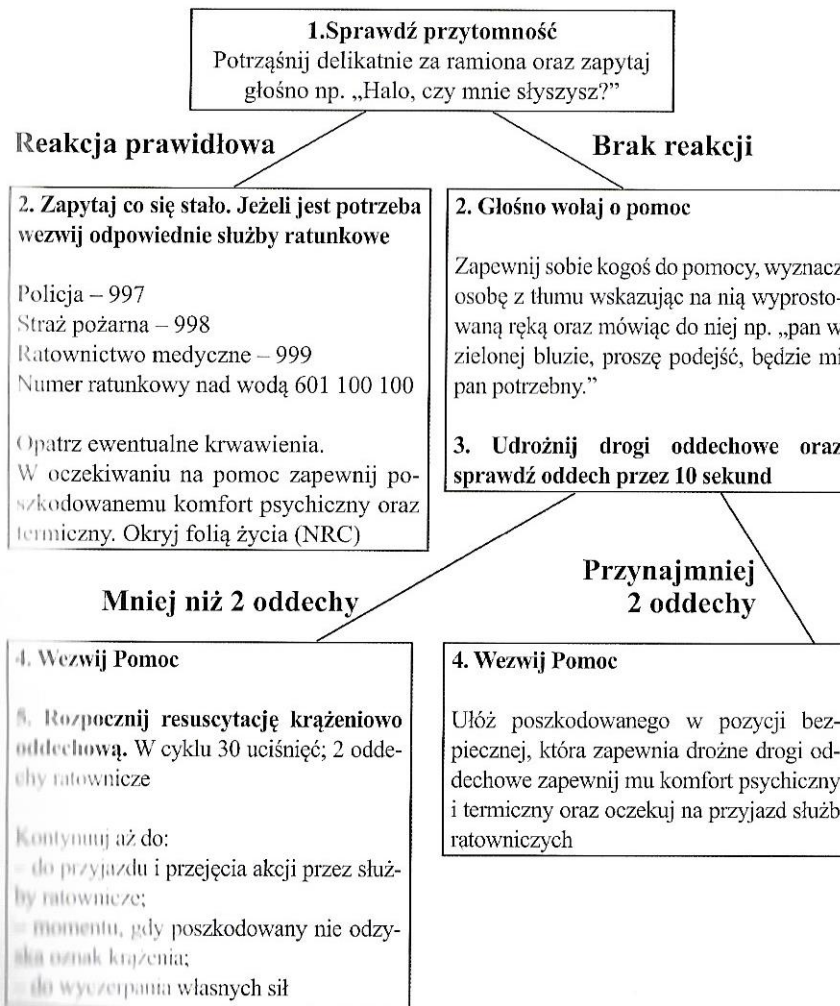 1.Sprawdź przytomność
Potrząśnij delikatnie za ramiona oraz zapytaj
głośno np. „Halo, czy mnie słyszysz?”
Reakcja prawidłowa
Brak reakcji
2. Zapytaj co się stało. Jeżeli jest potrzeba
wezwij odpowiednie służby ratunkowe
Policja – 997
Straż pożarna – 998
Ratownictwo medyczne – 999
Numer ratunkowy nad wodą 601 100 100
Opatrz ewentualne krwawienia.
W oczekiwaniu na pomoc zapewnij po-
szkodowanemu komfort psychiczny oraz
termiczny. Okryj folią życia (NRC)
2. Głośno wołaj o pomoc
Zapewnij sobie kogoś do pomocy, wyznacz
osobę z tłumu wskazując na nią wyprosto-
waną ręką oraz mówiąc do niej np. „pan w
zielonej bluzie, proszę podejść, będzie mi
pan potrzebny.”
3. Udrożnij drogi oddechowe oraz
sprawdź oddech przez 10 sekund
Mniej niż 2 oddechy
Przynajmniej
2 oddechy
4. Wezwij Pomoc
5. Rozpocznij resuscytację krążeniowo
oddechową. W cyklu 30 uciśnięć; 2 odde-
chy ratownicze
Kontynuuj aż do:
– do przyjazdu i przejęcia akcji przez służ-
by ratownicze;
– momentu, gdy poszkodowany nie odzy-
ska oznak krążenia;
– do wyczerpania własnych sił
4. Wezwij Pomoc
Ułóż poszkodowanego w pozycji bez-
piecznej, która zapewnia drożne drogi od-
dechowe zapewnij mu komfort psychiczny
i termiczny oraz oczekuj na przyjazd służb
ratowniczych